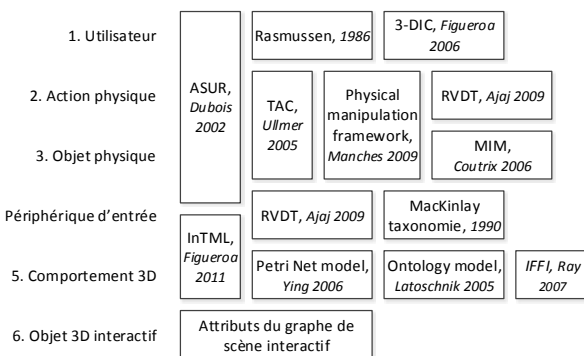 1. Utilisateur
Rasmussen, 1986
3-DIC, Figueroa
2006
2. Action physique
ASUR,
Dubois
2002
TAC,
Ullmer
2005
Physical
manipulation
framework,
Manches 2009
RVDT, Ajaj 2009
3. Objet physique
MIM,
Coutrix 2006
Périphérique d'entrée
RVDT, Ajaj 2009
MacKinlay
taxonomie, 1990
InTML,
Figueroa
2011
5. Comportement 3D
Petri Net model,
Ying 2006
Ontology model,
Latoschnik 2005
IFFI, Ray
2007
6. Objet 3D interactif
Attributs du graphe de
scène interactif